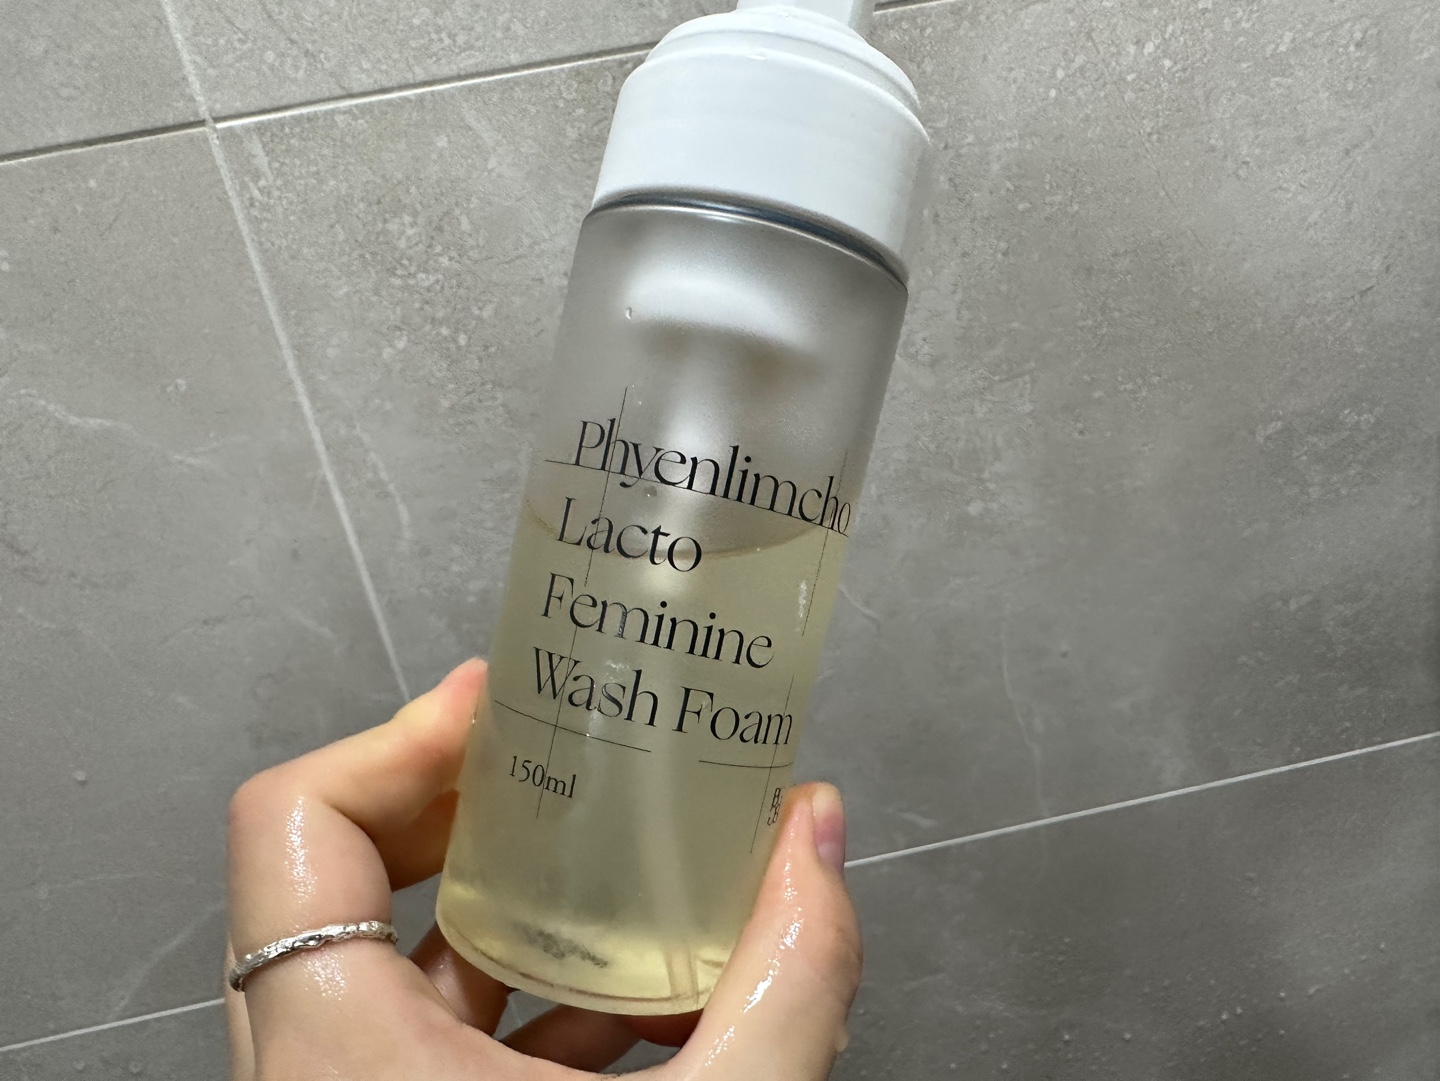 Phyenlimcho
Lacto
Feminine
Wash Foam
150ml